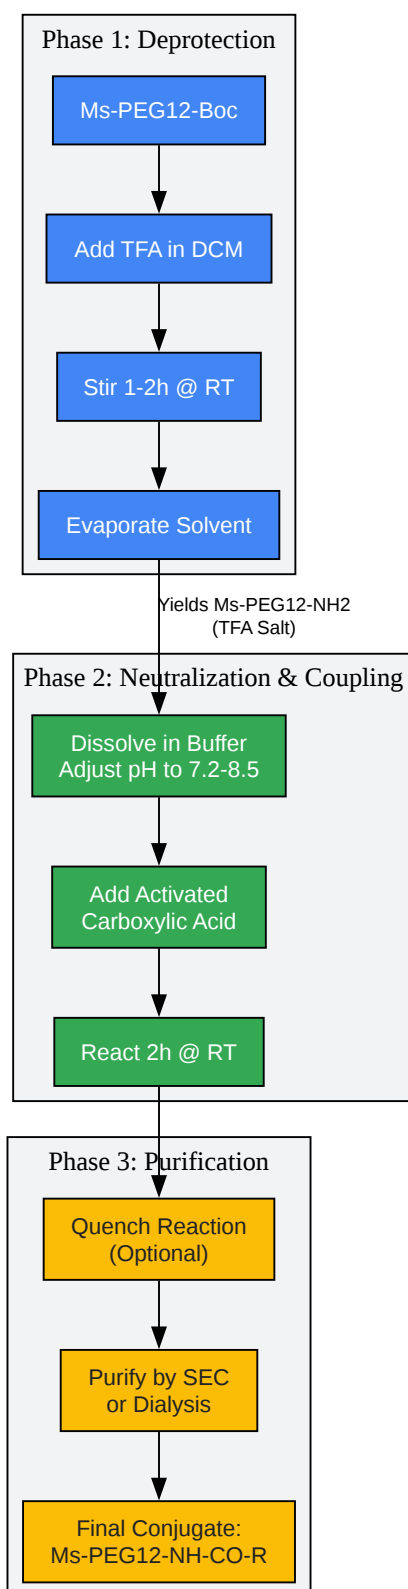 Phase 1: Deprotection
Ms-PEG12-Boc
Add TFA in DCM
Stir 1-2h @ RT
Evaporate Solvent
Yields Ms-PEG12-NH2
(TFA Salt)
Phase 2: Neutralization & Coupling
Dissolve in Buffer
Adjust pH to 7.2-8.5
Add Activated
Carboxylic Acid
React 2h @ RT
Phase 3: Purification
Quench Reaction
(Optional)
Purify by SEC
or Dialysis
Final Conjugate:
Ms-PEG12-NH-CO-R